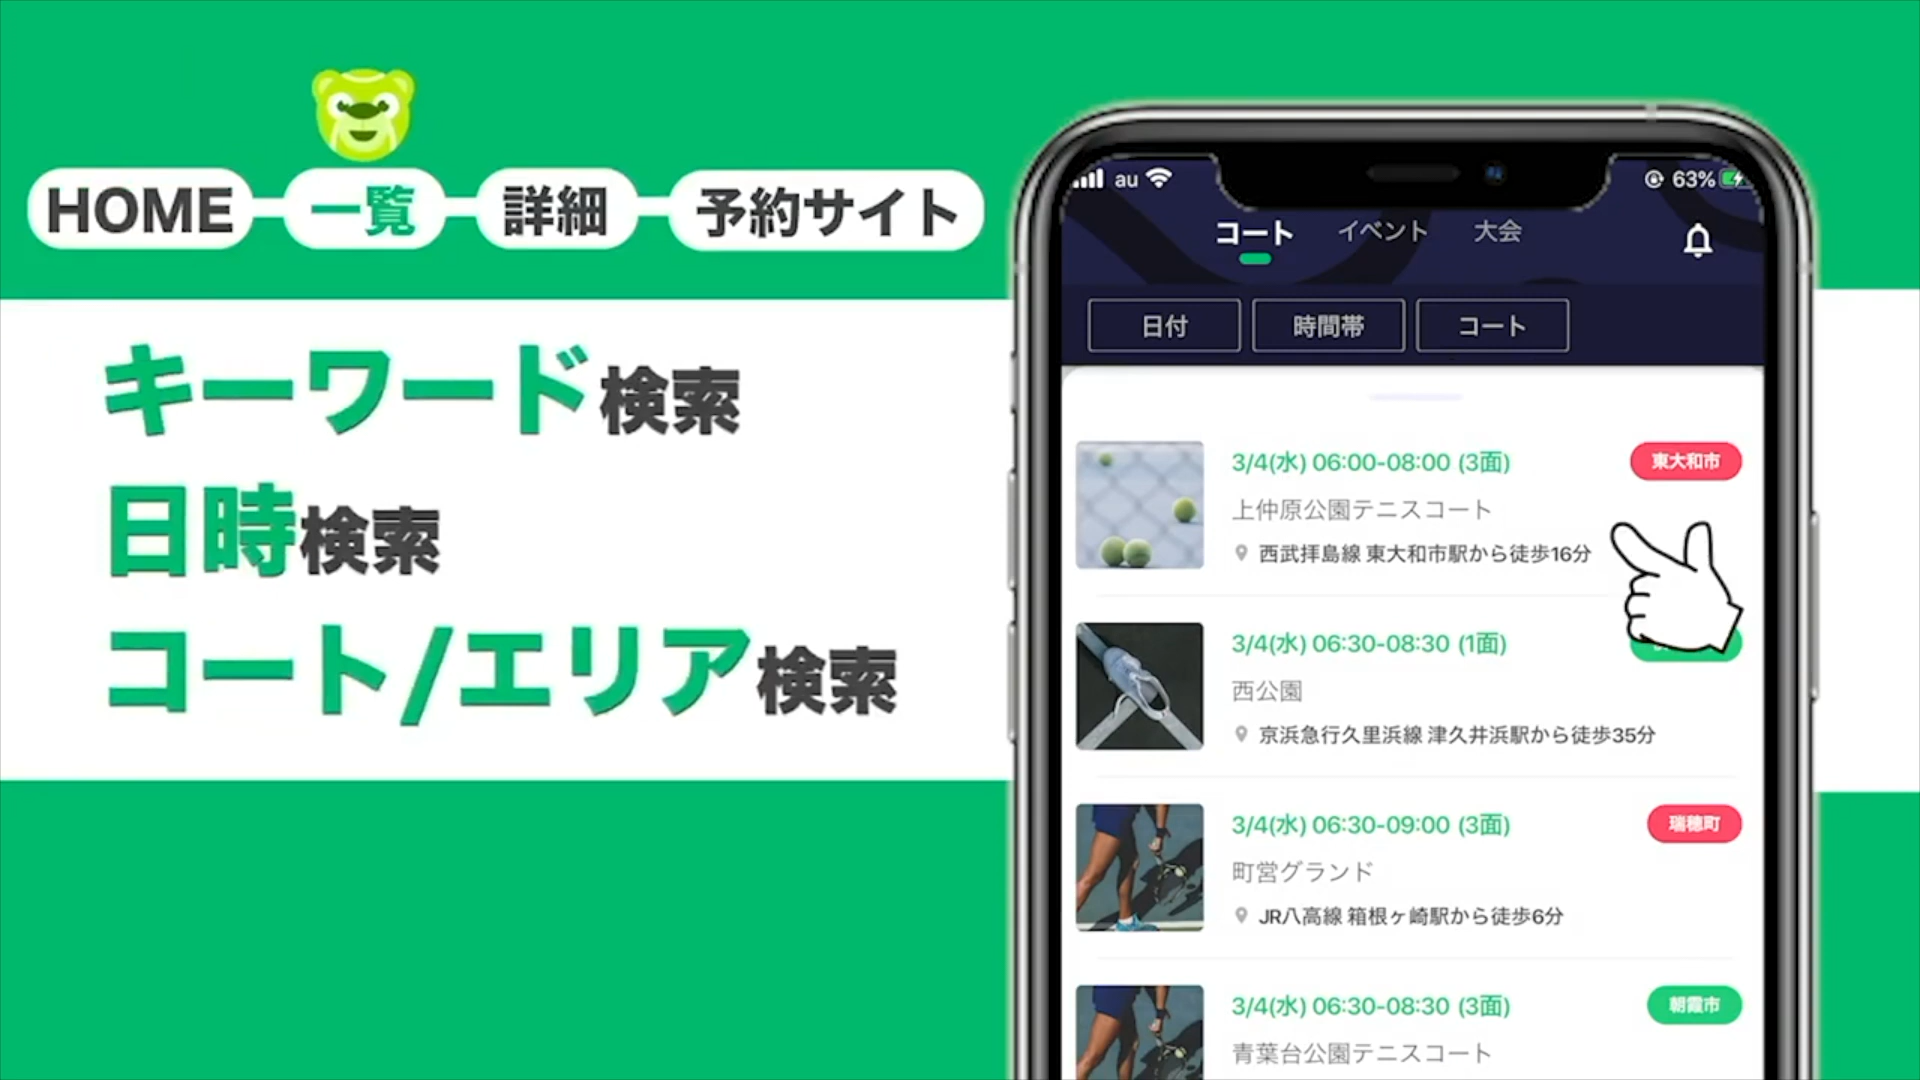 HOME 一覧 詳細 予約サイト
キーワード検索
日時検索
コート/エリア検索
au 63%
コート イベント 大会
日付 時間帯 コート
3/4(水) 06:00-08:00 (3面) 東大和市
上仲原公園テニスコート
西武拝島線 東大和市駅から徒歩16分
3/4(水) 06:30-08:30 (1面)
西公園
京浜急行久里浜線 津久井浜駅から徒歩35分
3/4(水) 06:30-09:00 (3面) 瑞穂町
町営グランド
JR八高線 箱根ヶ崎駅から徒歩6分
3/4(水) 06:30-08:30 (3面) 朝霞市
青葉台公園テニスコート